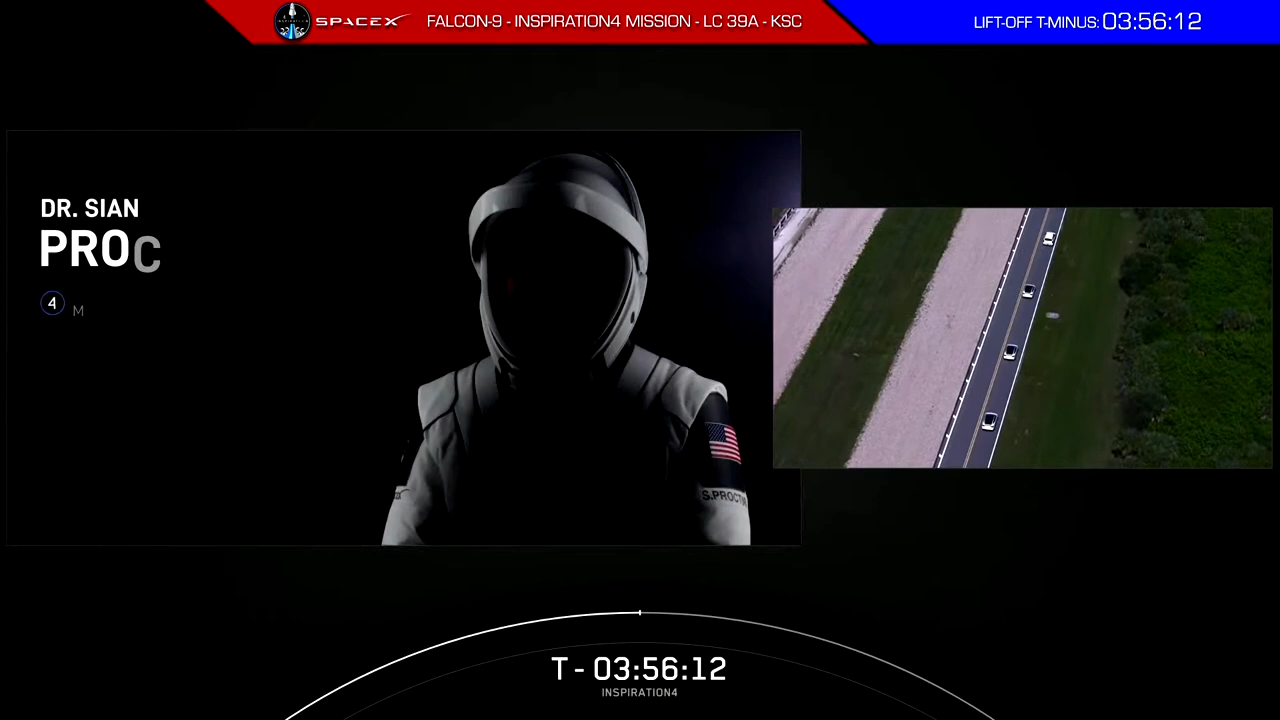 SPACEX
FALCON-9 - INSPIRATION4 MISSION - LC 39A - KSC
LIFT-OFF T-MINUS: 03:56:12
DR. SIAN
PROC
4 M
S.PROCTOR
T - 03:56:12
INSPIRATION4